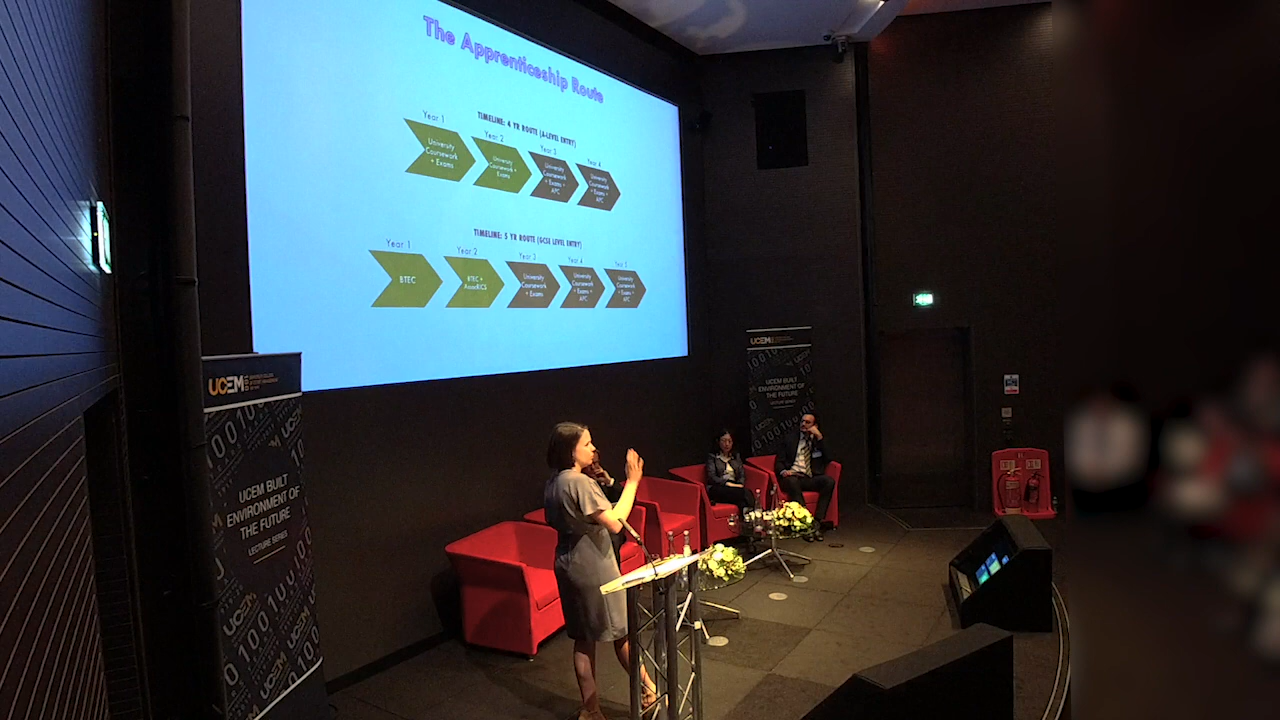 The Apprenticeship Route
TIMELINE: 4 YR ROUTE (A-LEVEL ENTRY)
Year 1
Year 2
Year 3
Year 4
University
Coursework
+ Exams
University
Coursework +
Exams
University
Coursework
+ Exams +
APC
University
Coursework
+ Exams +
APC
TIMELINE: 5 YR ROUTE (GCSE LEVEL ENTRY)
Year 1
Year 2
Year 3
Year 4
Year 5
BTEC
BTEC +
AssocRICS
University
Coursework
+ Exams
University
Coursework
+ Exams +
APC
University
Coursework
+ Exams +
APC
UCEM
UCEM BUILT
ENVIRONMENT OF
THE FUTURE
LECTURE SERIES
UCEM
UCEM BUILT
ENVIRONMENT OF
THE FUTURE
LECTURE SERIES